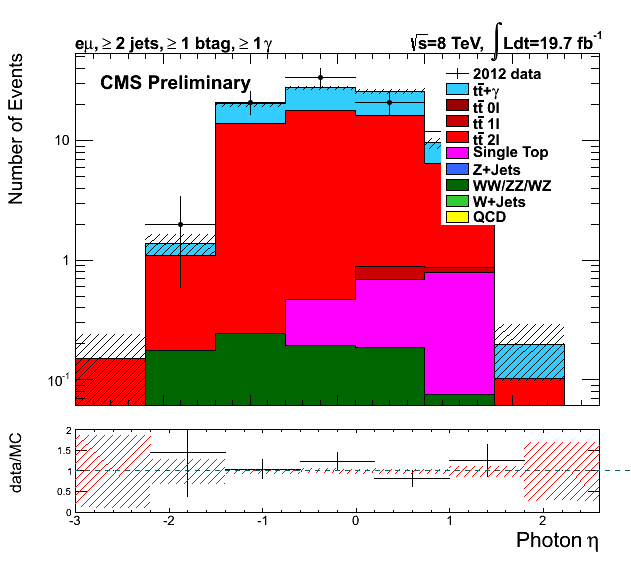 eμ, ≥ 2 jets, ≥ 1 btag, ≥ 1 γ
√s=8 TeV, ∫Ldt=19.7 fb⁻¹
CMS Preliminary
2012 data
tt̄+γ
tt̄ 0l
tt̄ 1l
tt̄ 2l
Single Top
Z+Jets
WW/ZZ/WZ
W+Jets
QCD
Number of Events
10
1
10⁻¹
data/MC
2
1.5
1
0.5
0
-3 -2 -1 0 1 2
Photon η